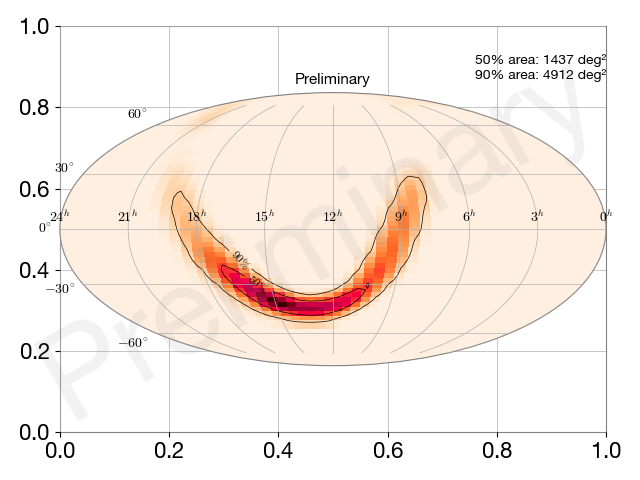 1.0
50% area: 1437 deg²
90% area: 4912 deg²
Preliminary
0.8
60°
30°
0.6
24ʰ 21ʰ 18ʰ 15ʰ 12ʰ 9ʰ 6ʰ 3ʰ 0ʰ
0°
90%
50%
0.4
−30°
−60°
0.2
0.0
0.0 0.2 0.4 0.6 0.8 1.0
Preliminary